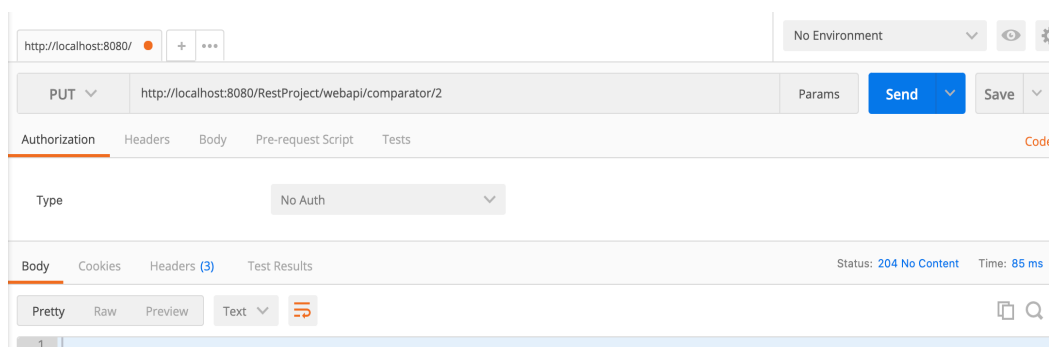 http://localhost:8080/ + ••• No Environment
PUT http://localhost:8080/RestProject/webapi/comparator/2 Params Send Save
Authorization Headers Body Pre-request Script Tests Code
Type No Auth
Body Cookies Headers (3) Test Results Status: 204 No Content Time: 85 ms
Pretty Raw Preview Text
1